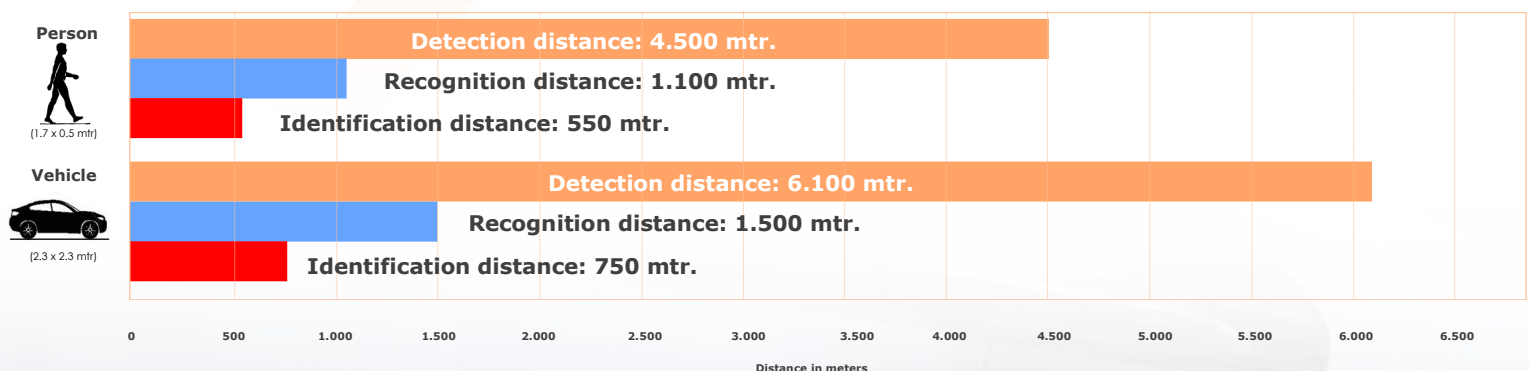 Person
Detection distance: 4.500 mtr.
Recognition distance: 1.100 mtr.
(1.7 x 0.5 mtr)
Identification distance: 550 mtr.
Vehicle
Detection distance: 6.100 mtr.
Recognition distance: 1.500 mtr.
(2.3 x 2.3 mtr)
Identification distance: 750 mtr.
0 500 1.000 1.500 2.000 2.500 3.000 3.500 4.000 4.500 5.000 5.500 6.000 6.500
Distance in meters